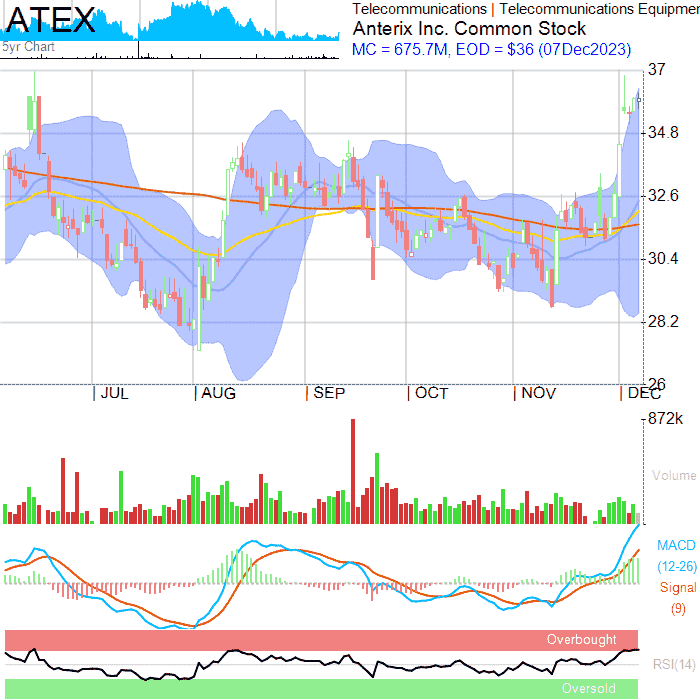 ATEX
5yr Chart
Telecommunications | Telecommunications Equipmen
Anterix Inc. Common Stock
MC = 675.7M, EOD = $36 (07Dec2023)
37
34.8
32.6
30.4
28.2
26
JUL AUG SEP OCT NOV DEC
872k
Volume
MACD
(12-26)
Signal
(9)
Overbought
RSI(14)
Oversold